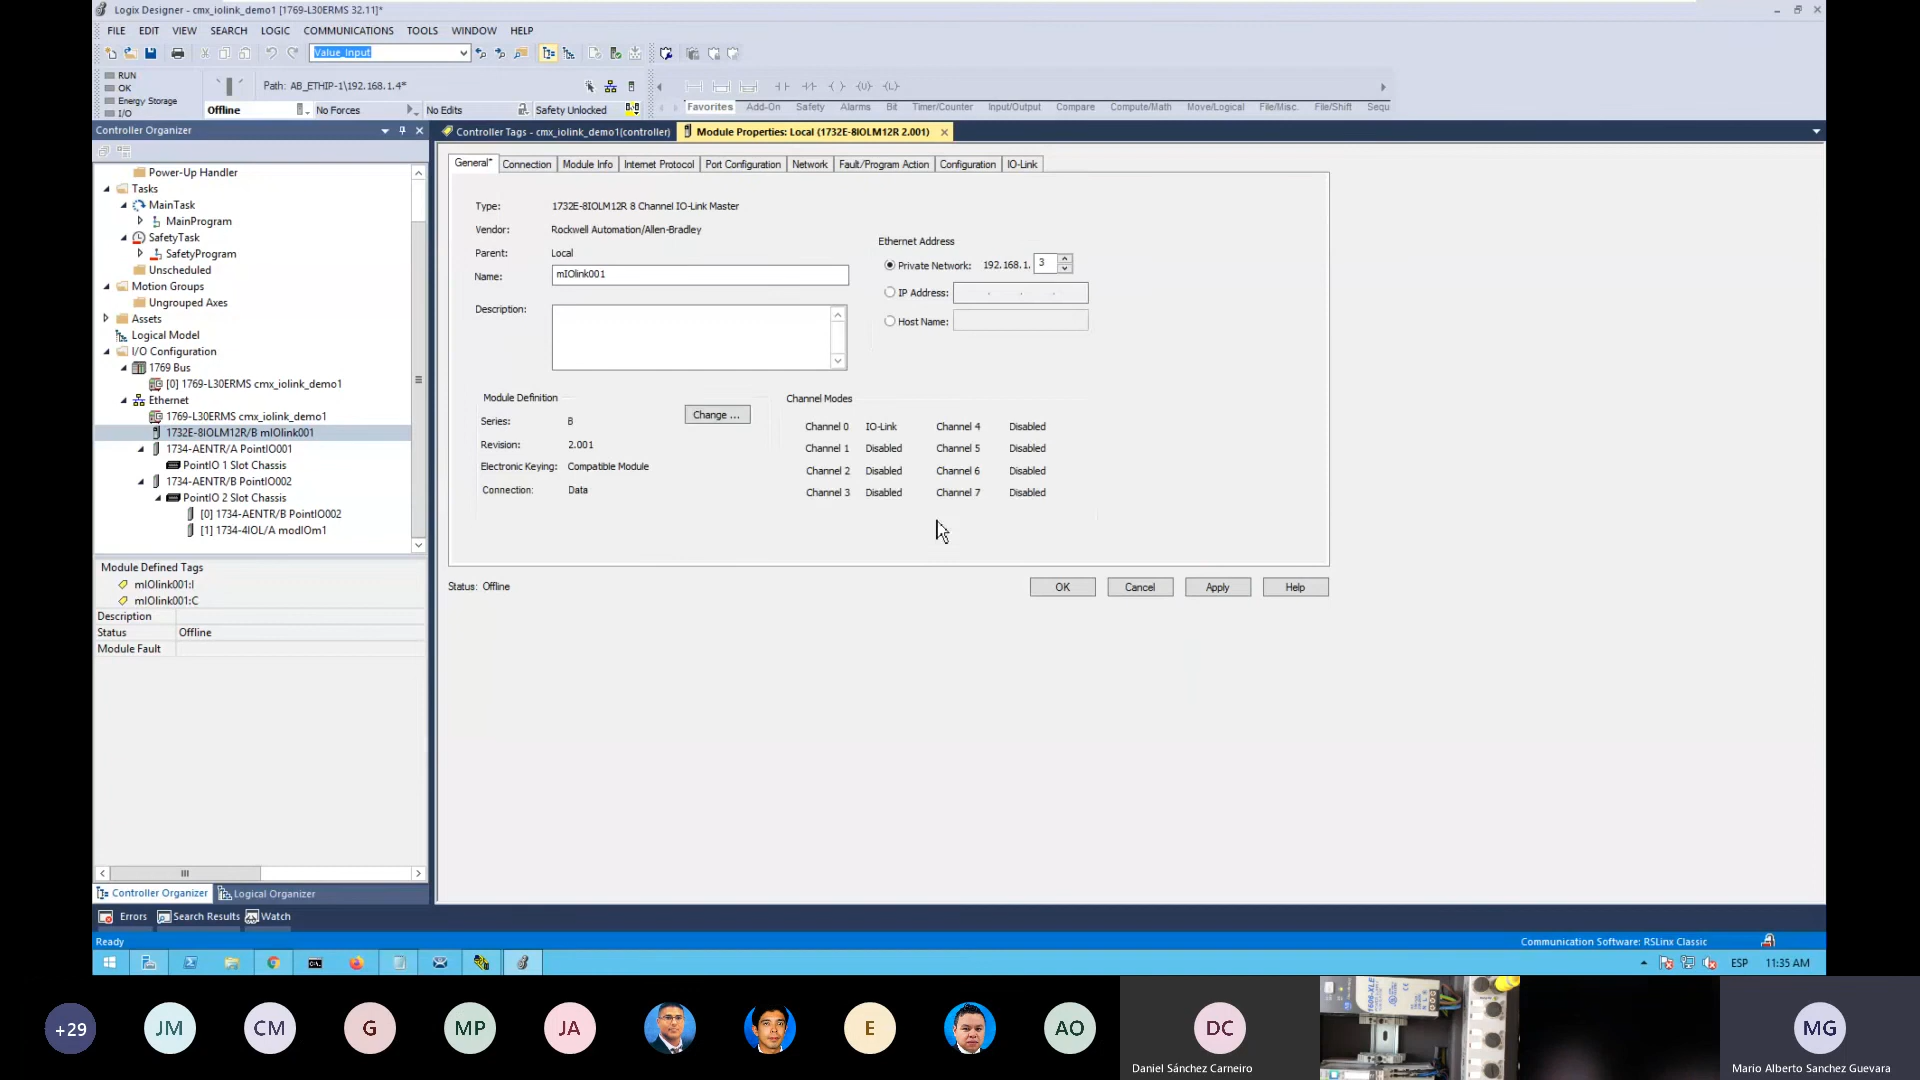 Logix Designer - cmx_iolink_demo1 [1769-L30ERMS 32.11]*
FILE EDIT VIEW SEARCH LOGIC COMMUNICATIONS TOOLS WINDOW HELP
Value_Input
RUN
OK
Energy Storage
I/O
Path: AB_ETHIP-1\192.168.1.4*
Offline
No Forces
No Edits
Safety Unlocked
Favorites Add-On Safety Alarms Bit Timer/Counter Input/Output Compare Compute/Math Move/Logical File/Misc. File/Shift Sequ
Controller Organizer
Controller Tags - cmx_iolink_demo1(controller)
Module Properties: Local (1732E-8IOLM12R 2.001)
Power-Up Handler
Tasks
MainTask
MainProgram
SafetyTask
SafetyProgram
Unscheduled
Motion Groups
Ungrouped Axes
Assets
Logical Model
I/O Configuration
1769 Bus
[0] 1769-L30ERMS cmx_iolink_demo1
Ethernet
1769-L30ERMS cmx_iolink_demo1
1732E-8IOLM12R/B mIOlink001
1734-AENTR/A PointIO001
PointIO 1 Slot Chassis
1734-AENTR/B PointIO002
PointIO 2 Slot Chassis
[0] 1734-AENTR/B PointIO002
[1] 1734-4IOL/A modIOm1
Module Defined Tags
mIOlink001:I
mIOlink001:C
Description
Status Offline
Module Fault
Controller Organizer Logical Organizer
General* Connection Module Info Internet Protocol Port Configuration Network Fault/Program Action Configuration IO-Link
Type: 1732E-8IOLM12R 8 Channel IO-Link Master
Vendor: Rockwell Automation/Allen-Bradley
Parent: Local
Name: mIOlink001
Description:
Ethernet Address
Private Network: 192.168.1. 3
IP Address: . . .
Host Name:
Module Definition
Series: B
Revision: 2.001
Electronic Keying: Compatible Module
Connection: Data
Change ...
Channel Modes
Channel 0 IO-Link Channel 4 Disabled
Channel 1 Disabled Channel 5 Disabled
Channel 2 Disabled Channel 6 Disabled
Channel 3 Disabled Channel 7 Disabled
Status: Offline
OK Cancel Apply Help
Errors Search Results Watch
Ready
Communication Software: RSLinx Classic
ESP 11:35 AM
+29 JM CM G MP JA E AO DC MG
Daniel Sánchez Carneiro
Mario Alberto Sanchez Guevara